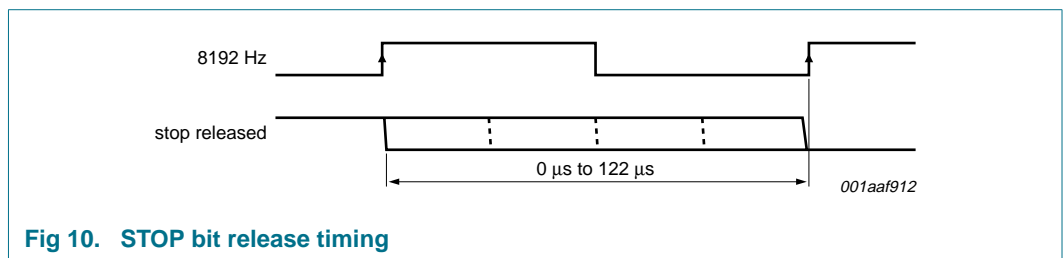 8192 Hz
stop released
0 μs to 122 μs
001aaf912
Fig 10. STOP bit release timing